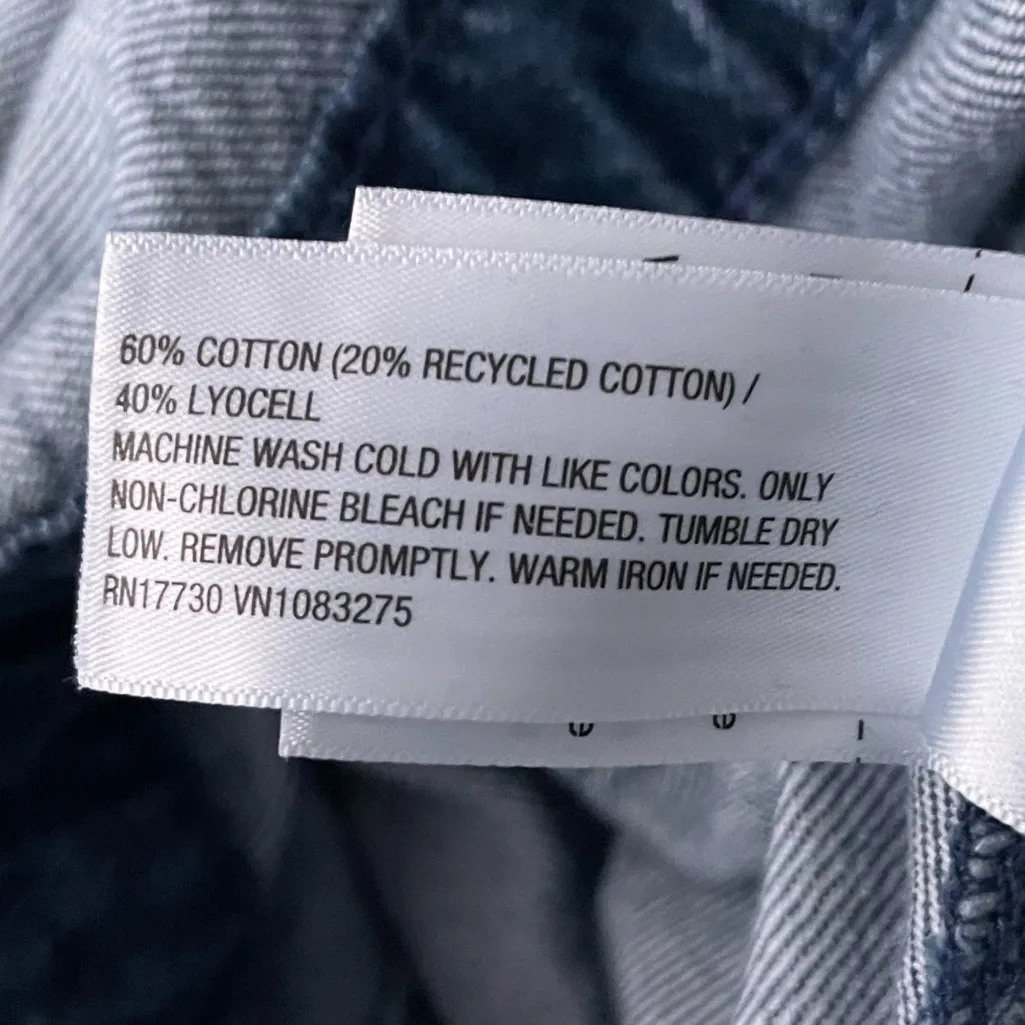 60% COTTON (20% RECYCLED COTTON) /
40% LYOCELL
MACHINE WASH COLD WITH LIKE COLORS. ONLY
NON-CHLORINE BLEACH IF NEEDED. TUMBLE DRY
LOW. REMOVE PROMPTLY. WARM IRON IF NEEDED.
RN17730 VN1083275